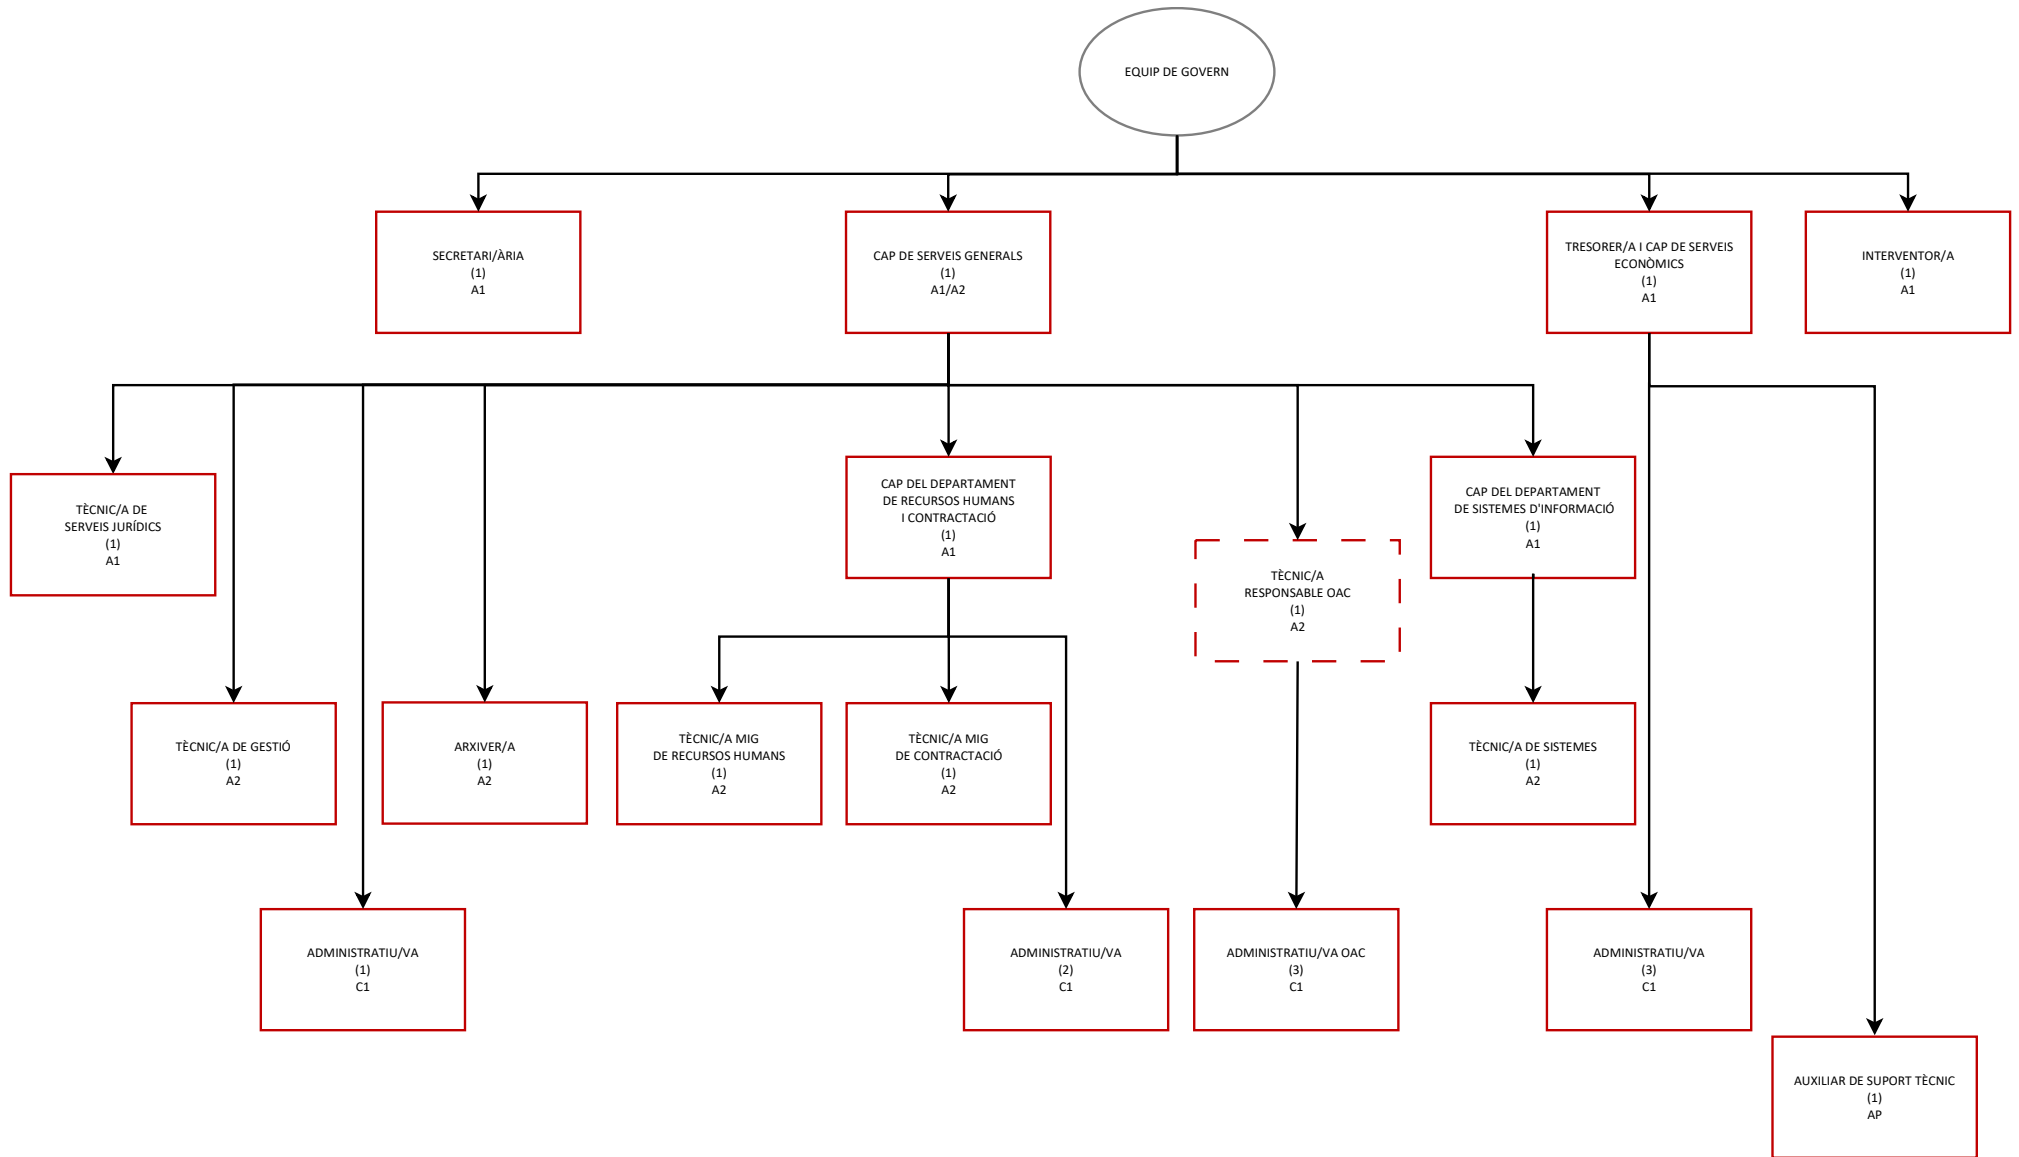 EQUIP DE GOVERN
SECRETARI/ÀRIA
(1)
A1
CAP DE SERVEIS GENERALS
(1)
A1/A2
TRESORER/A I CAP DE SERVEIS
ECONÒMICS
(1)
A1
INTERVENTOR/A
(1)
A1
TÈCNIC/A DE
SERVEIS JURÍDICS
(1)
A1
CAP DEL DEPARTAMENT
DE RECURSOS HUMANS
I CONTRACTACIÓ
(1)
A1
TÈCNIC/A
RESPONSABLE OAC
(1)
A2
CAP DEL DEPARTAMENT
DE SISTEMES D'INFORMACIÓ
(1)
A1
TÈCNIC/A DE GESTIÓ
(1)
A2
ARXIVER/A
(1)
A2
TÈCNIC/A MIG
DE RECURSOS HUMANS
(1)
A2
TÈCNIC/A MIG
DE CONTRACTACIÓ
(1)
A2
TÈCNIC/A DE SISTEMES
(1)
A2
ADMINISTRATIU/VA
(1)
C1
ADMINISTRATIU/VA
(2)
C1
ADMINISTRATIU/VA OAC
(3)
C1
ADMINISTRATIU/VA
(3)
C1
AUXILIAR DE SUPORT TÈCNIC
(1)
AP